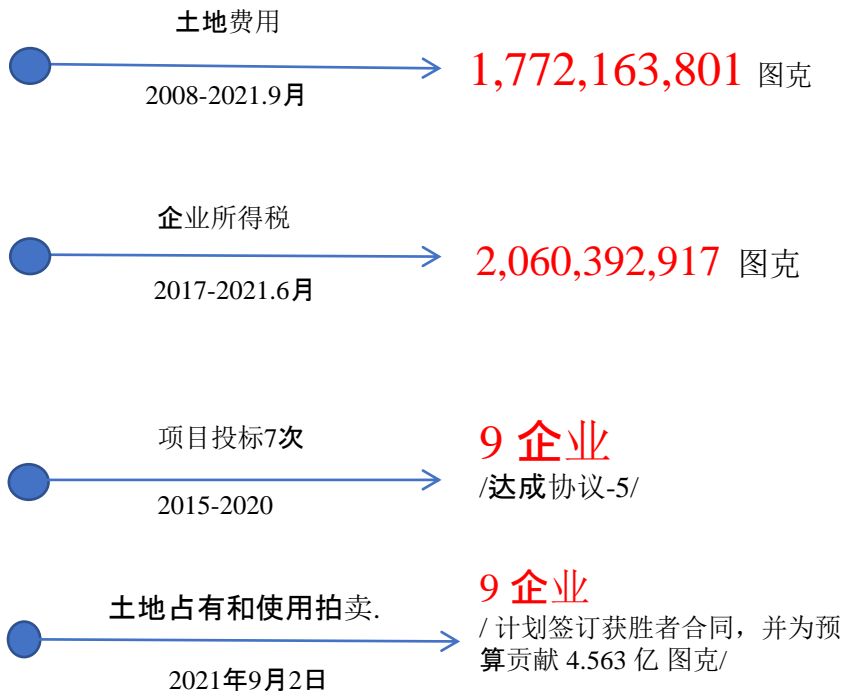 土地费用
1,772,163,801 图克
2008-2021.9月
企业所得税
2,060,392,917 图克
2017-2021.6月
项目投标7次
9 企业
/达成协议-5/
2015-2020
土地占有和使用拍卖.
9 企业
/ 计划签订获胜者合同，并为预
算贡献 4.563 亿 图克/
2021年9月2日